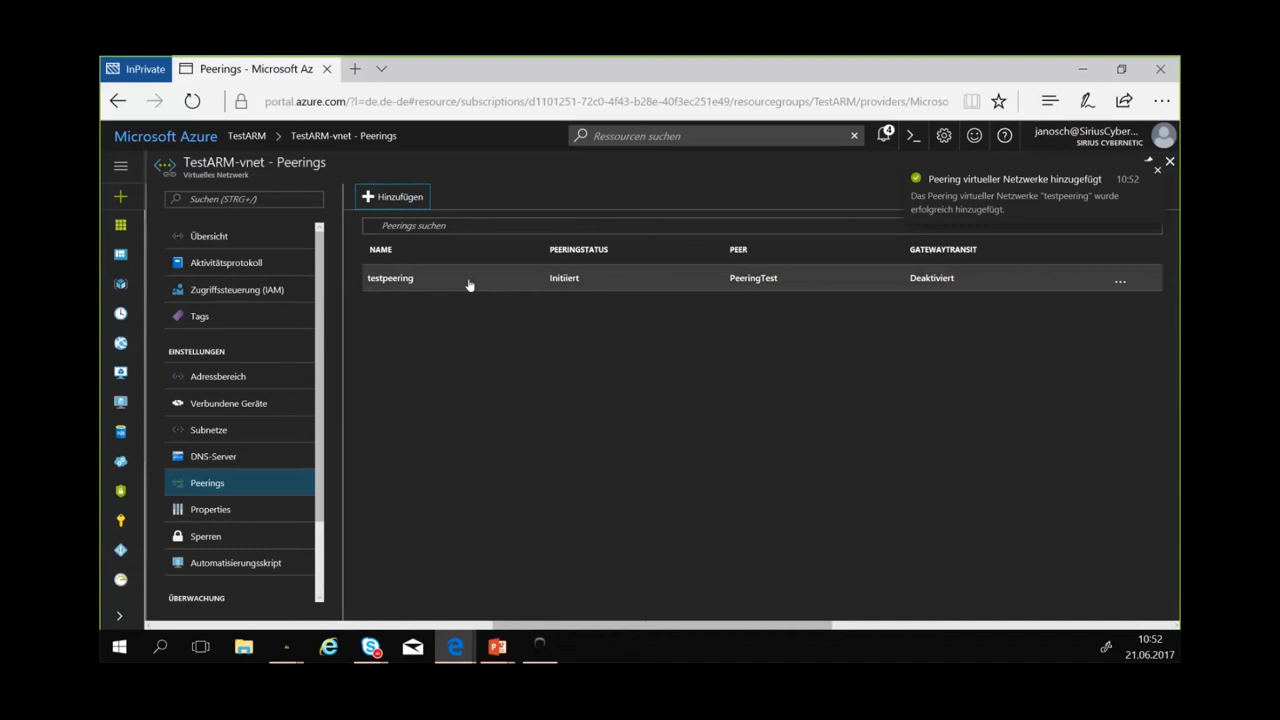 InPrivate
Peerings - Microsoft Az
portal.azure.com/?l=de.de-de#resource/subscriptions/d1101251-72c0-4f43-b28e-40f3ec251e49/resourcegroups/TestARM/providers/Microso
Microsoft Azure TestARM > TestARM-vnet - Peerings
Ressourcen suchen
4
janosch@SiriusCyber...
SIRIUS CYBERNETIC
TestARM-vnet - Peerings
Virtuelles Netzwerk
Suchen (STRG+/)
Übersicht
Aktivitätsprotokoll
Zugriffssteuerung (IAM)
Tags
EINSTELLUNGEN
Adressbereich
Verbundene Geräte
Subnetze
DNS-Server
Peerings
Properties
Sperren
Automatisierungsskript
ÜBERWACHUNG
Hinzufügen
Peerings suchen
NAME PEERINGSTATUS PEER GATEWAYTRANSIT
testpeering Initiiert PeeringTest Deaktiviert ...
Peering virtueller Netzwerke hinzugefügt 10:52
Das Peering virtueller Netzwerke "testpeering" wurde
erfolgreich hinzugefügt.
10:52
21.06.2017